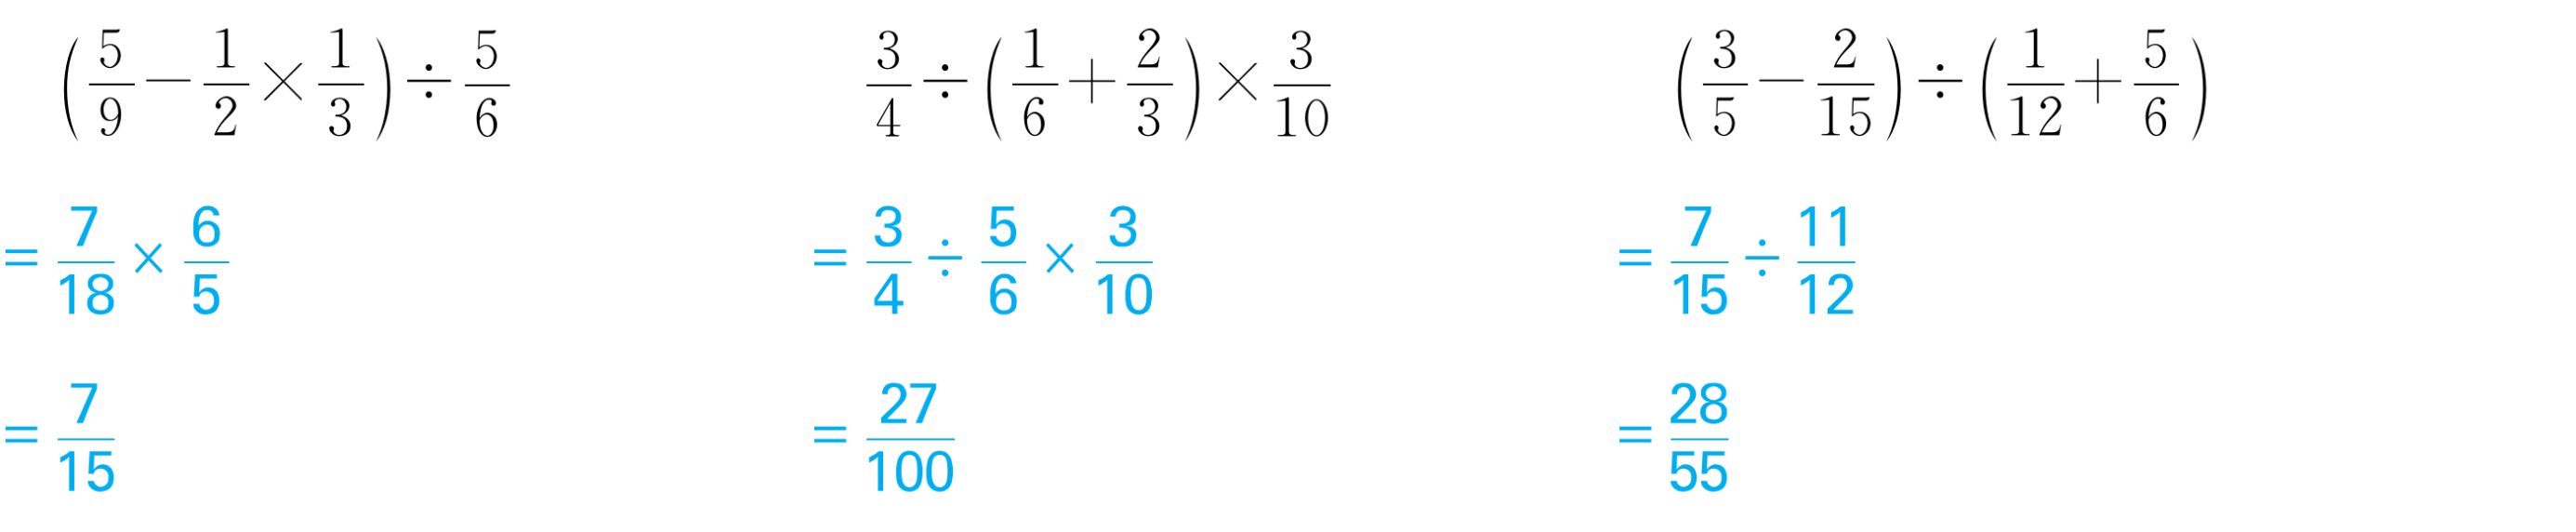 (5/9 − 1/2 × 1/3) ÷ 5/6
= 7/18 × 6/5
= 7/15
3/4 ÷ (1/6 + 2/3) × 3/10
= 3/4 ÷ 5/6 × 3/10
= 27/100
(3/5 − 2/15) ÷ (1/12 + 5/6)
= 7/15 ÷ 11/12
= 28/55